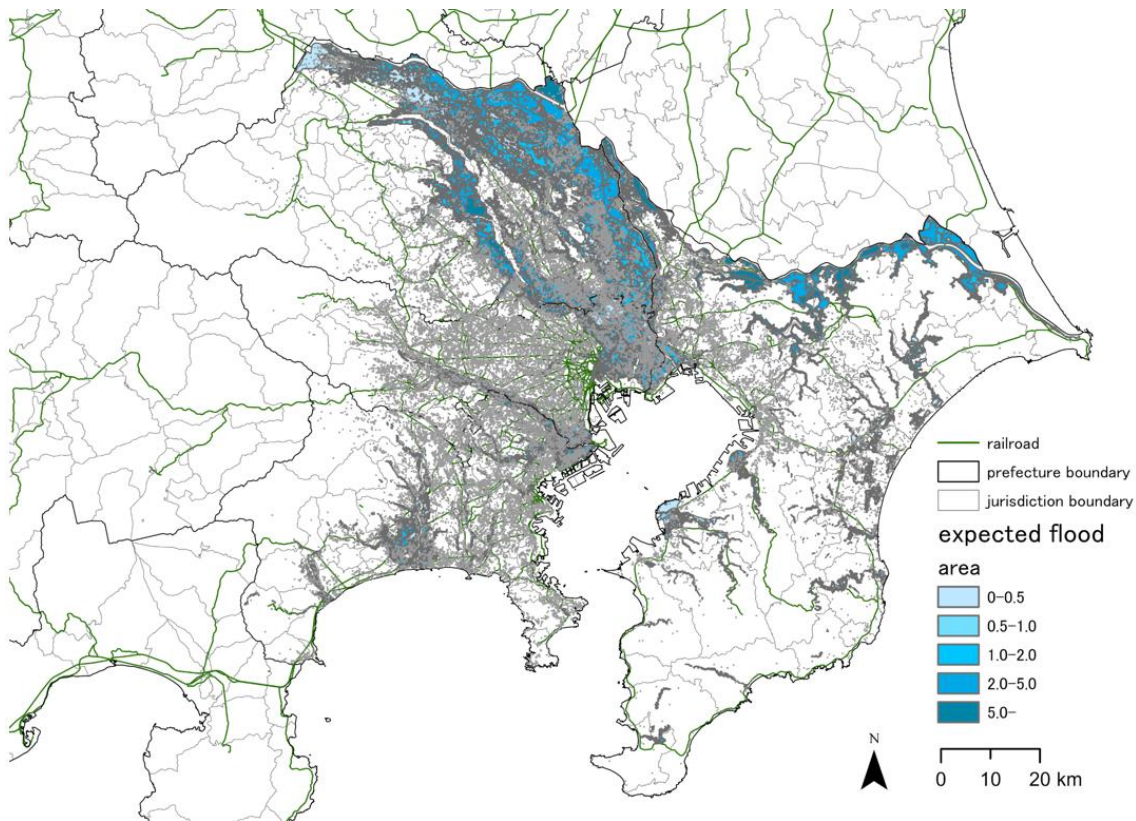 railroad
prefecture boundary
jurisdiction boundary
expected flood
area
0-0.5
0.5-1.0
1.0-2.0
2.0-5.0
5.0-
N
0 10 20 km